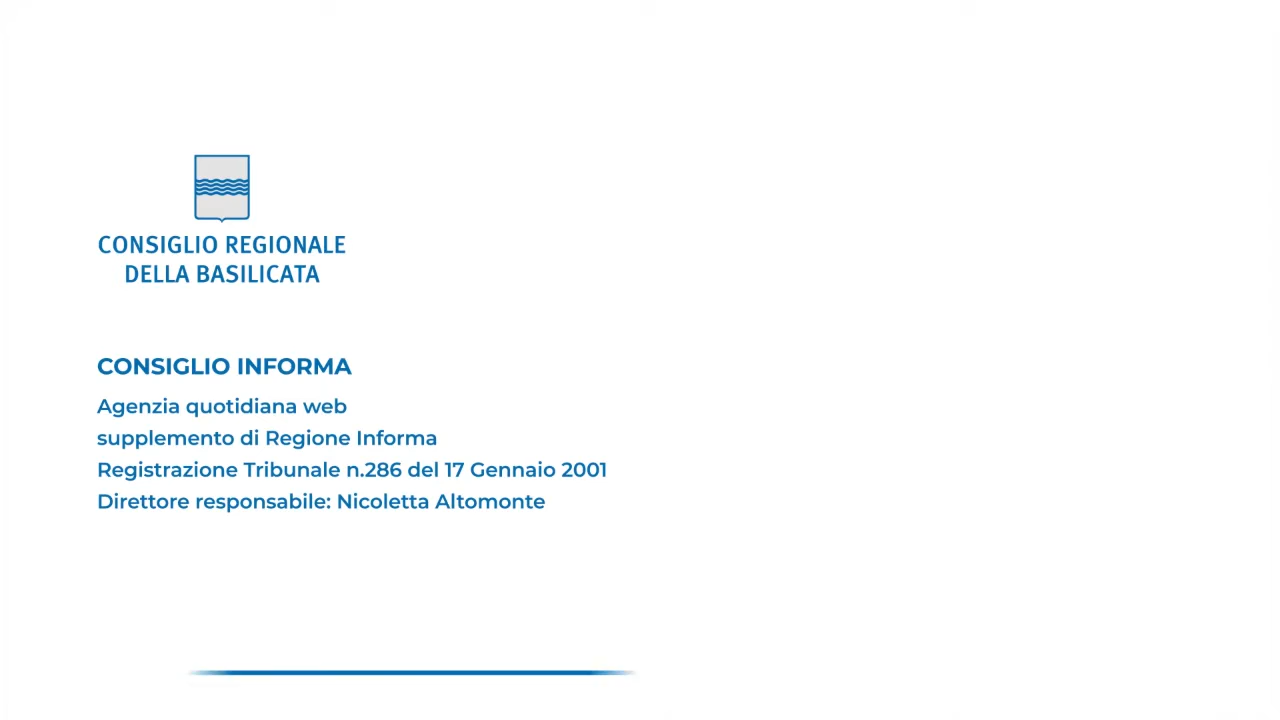 CONSIGLIO REGIONALE
DELLA BASILICATA
CONSIGLIO INFORMA
Agenzia quotidiana web
supplemento di Regione Informa
Registrazione Tribunale n.286 del 17 Gennaio 2001
Direttore responsabile: Nicoletta Altomonte